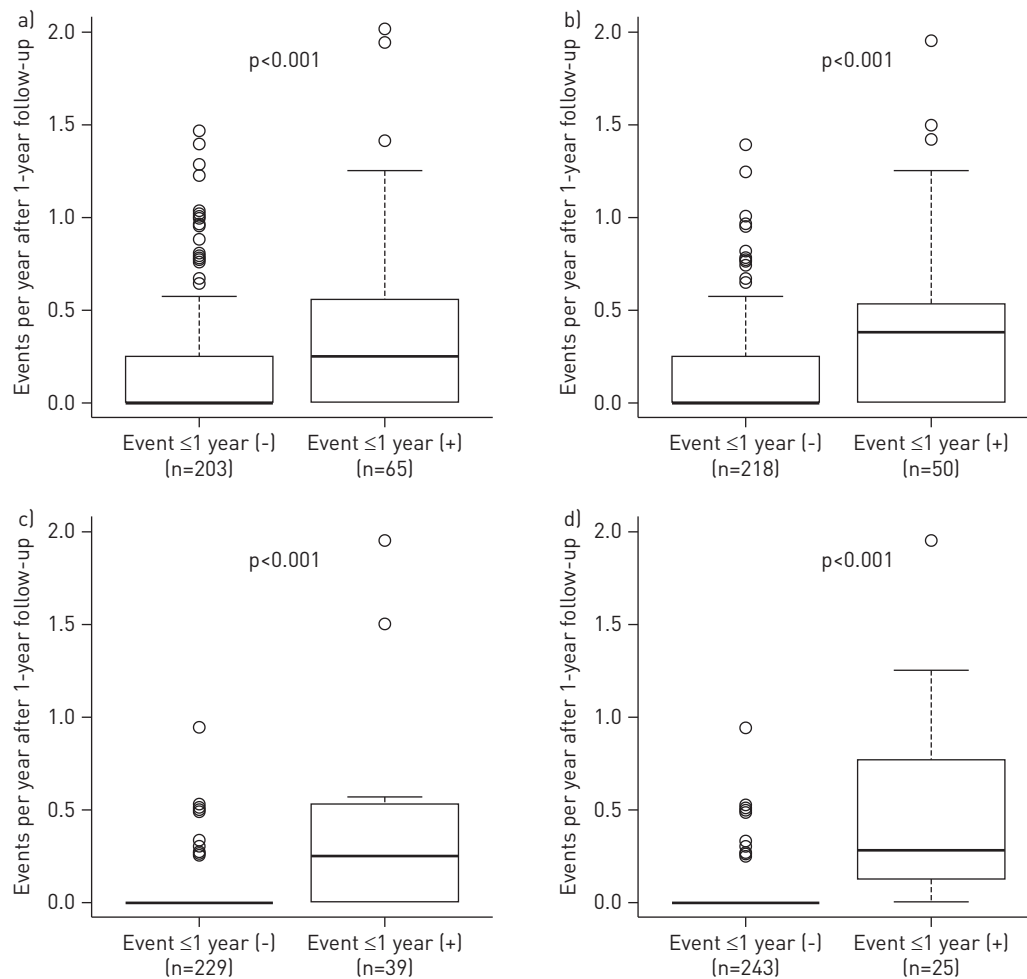 a)
Events per year after 1-year follow-up
2.0
1.5
1.0
0.5
0.0
p<0.001
Event ≤1 year (-)
(n=203)
Event ≤1 year (+)
(n=65)
b)
Events per year after 1-year follow-up
2.0
1.5
1.0
0.5
0.0
p<0.001
Event ≤1 year (-)
(n=218)
Event ≤1 year (+)
(n=50)
c)
Events per year after 1-year follow-up
2.0
1.5
1.0
0.5
0.0
p<0.001
Event ≤1 year (-)
(n=229)
Event ≤1 year (+)
(n=39)
d)
Events per year after 1-year follow-up
2.0
1.5
1.0
0.5
0.0
p<0.001
Event ≤1 year (-)
(n=243)
Event ≤1 year (+)
(n=25)